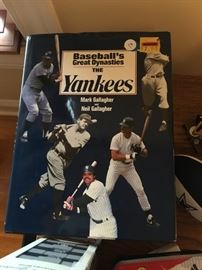 Baseball's
Great Dynasties
THE
Yankees
Mark Gallagher
Neil Gallagher